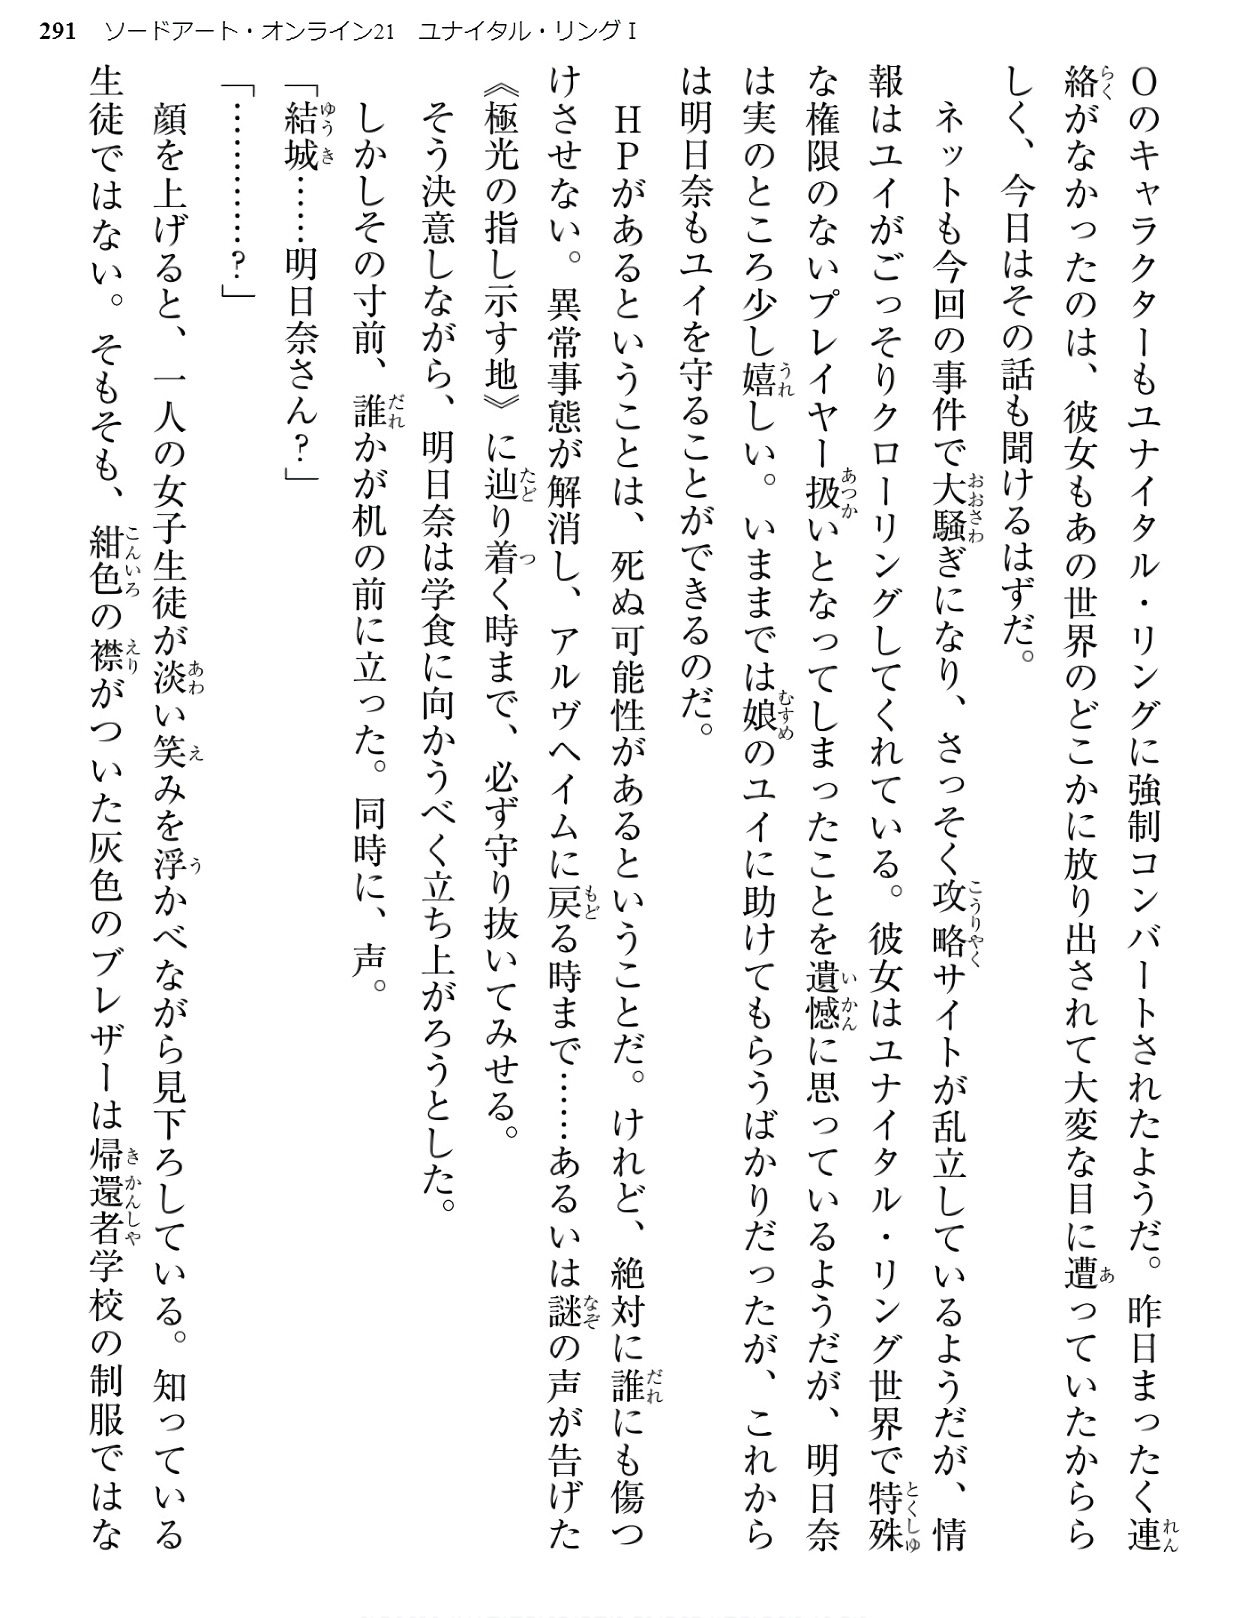 291 ソードアート・オンライン21 ユナイタル・リングⅠ
Oのキャラクターもユナイタル・リングに強制コンバートされたようだ。昨日まったく連
絡がなかったのは、彼女もあの世界のどこかに放り出されて大変な目に遭っていたからら
しく、今日はその話も聞けるはずだ。
　ネットも今回の事件で大騒ぎになり、さっそく攻略サイトが乱立しているようだが、情
報はユイがごっそりクローリングしてくれている。彼女はユナイタル・リング世界で特殊
な権限のないプレイヤー扱いとなってしまったことを遺憾に思っているようだが、明日奈
は実のところ少し嬉しい。いままでは娘のユイに助けてもらうばかりだったが、これから
は明日奈もユイを守ることができるのだ。
　HPがあるということは、死ぬ可能性があるということだ。けれど、絶対に誰にも傷つ
けさせない。異常事態が解消し、アルヴヘイムに戻る時まで……あるいは謎の声が告げた
《極光の指し示す地》に辿り着く時まで、必ず守り抜いてみせる。
　そう決意しながら、明日奈は学食に向かうべく立ち上がろうとした。
　しかしその寸前、誰かが机の前に立った。同時に、声。
「結城……明日奈さん？」
「…………？」
　顔を上げると、一人の女子生徒が淡い笑みを浮かべながら見下ろしている。知っている
生徒ではない。そもそも、紺色の襟がついた灰色のブレザーは帰還者学校の制服ではな